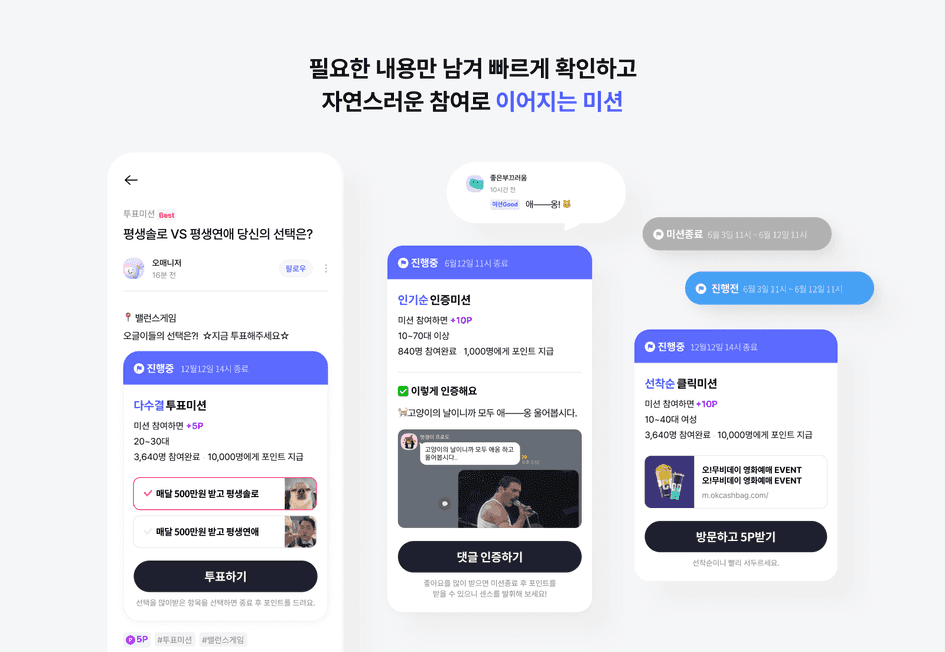 필요한 내용만 남겨 빠르게 확인하고
자연스러운 참여로 이어지는 미션
투표미션 Best
평생솔로 VS 평생연애 당신의 선택은?
오매니저
16분 전
팔로우
📍 밸런스게임
오글이들의 선택은?! ☆지금 투표해주세요☆
진행중 12월12일 14시 종료
다수결 투표미션
미션 참여하면 +5P
20~30대
3,640명 참여완료 10,000명에게 포인트 지급
매달 500만원 받고 평생솔로
매달 500만원 받고 평생연애
투표하기
선택을 많이받은 항목을 선택하면 종료 후 포인트를 드려요.
P 5P #투표미션 #밸런스게임
좋은부끄러움
10시간 전
미션Good 애――옹! 🐱
진행중 6월12일 11시 종료
인기순 인증미션
미션 참여하면 +10P
10~70대 이상
840명 참여완료 1,000명에게 포인트 지급
✅ 이렇게 인증해요
🐈고양이의 날이니까 모두 애――옹 울어봅시다.
고양이의 날이니까 모두 애옹 하고
울어봅시다..
댓글 인증하기
좋아요를 많이 받으면 미션종료 후 포인트를
받을 수 있으니 센스를 발휘해 보세요!
미션종료 6월 3일 11시 ~ 6월 12일 11시
진행전 6월 3일 11시 ~ 6월 12일 11시
진행중 12월12일 14시 종료
선착순 클릭미션
미션 참여하면 +10P
10~40대 여성
3,640명 참여완료 10,000명에게 포인트 지급
오!무비데이 영화예매 EVENT
오!무비데이 영화예매 EVENT
m.okcashbag.com/
방문하고 5P받기
선착순이니 빨리 서두르세요.